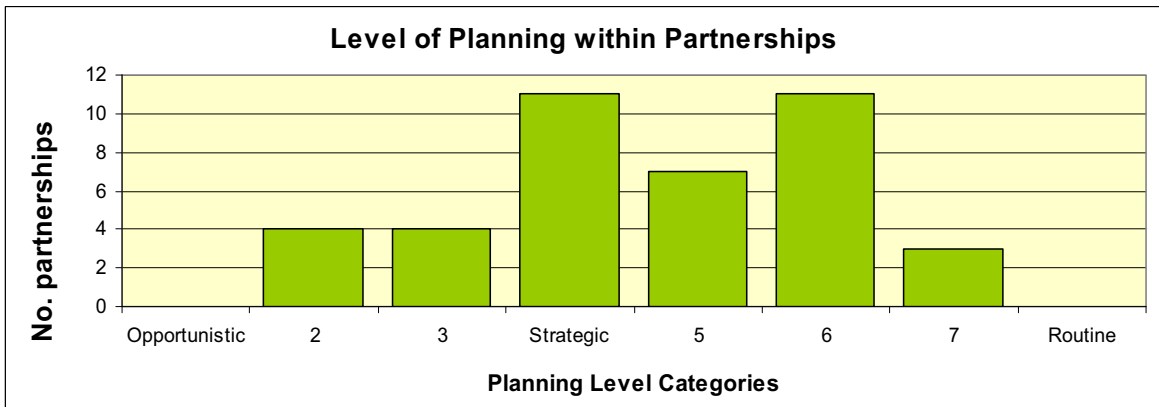 Level of Planning within Partnerships
No. partnerships
12
10
8
6
4
2
0
Opportunistic 2 3 Strategic 5 6 7 Routine
Planning Level Categories